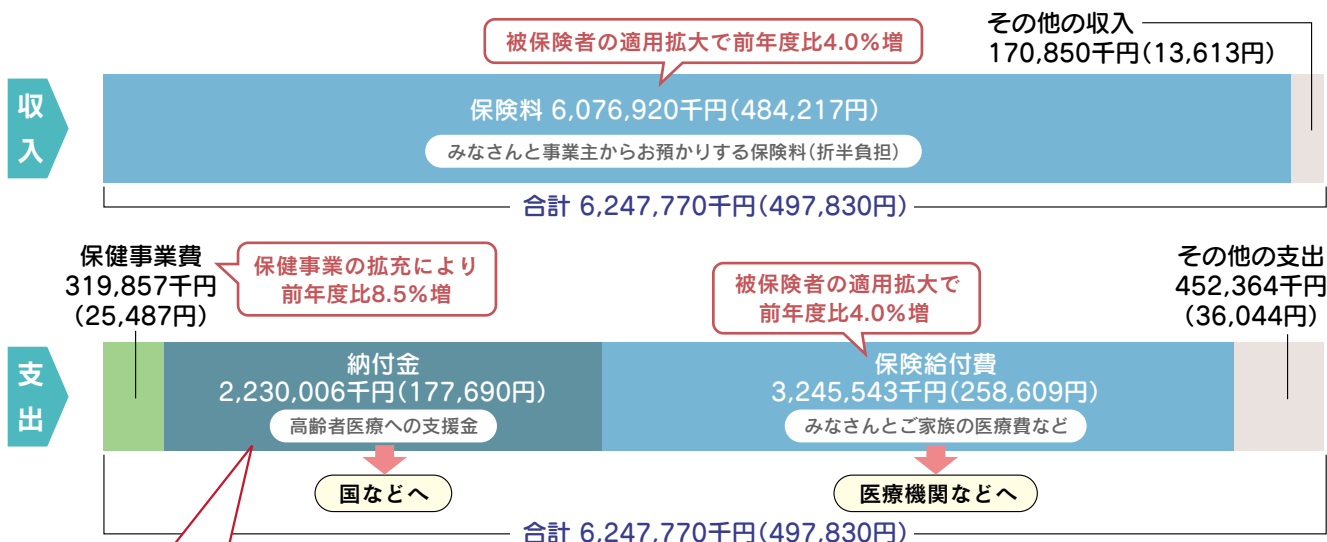 収入
被保険者の適用拡大で前年度比4.0%増
その他の収入
170,850千円(13,613円)
保険料 6,076,920千円(484,217円)
みなさんと事業主からお預かりする保険料(折半負担)
合計 6,247,770千円(497,830円)
支出
保健事業費
319,857千円
(25,487円)
保健事業の拡充により
前年度比8.5%増
被保険者の適用拡大で
前年度比4.0%増
その他の支出
452,364千円
(36,044円)
納付金
2,230,006千円(177,690円)
高齢者医療への支援金
国などへ
保険給付費
3,245,543千円(258,609円)
みなさんとご家族の医療費など
医療機関などへ
合計 6,247,770千円(497,830円)